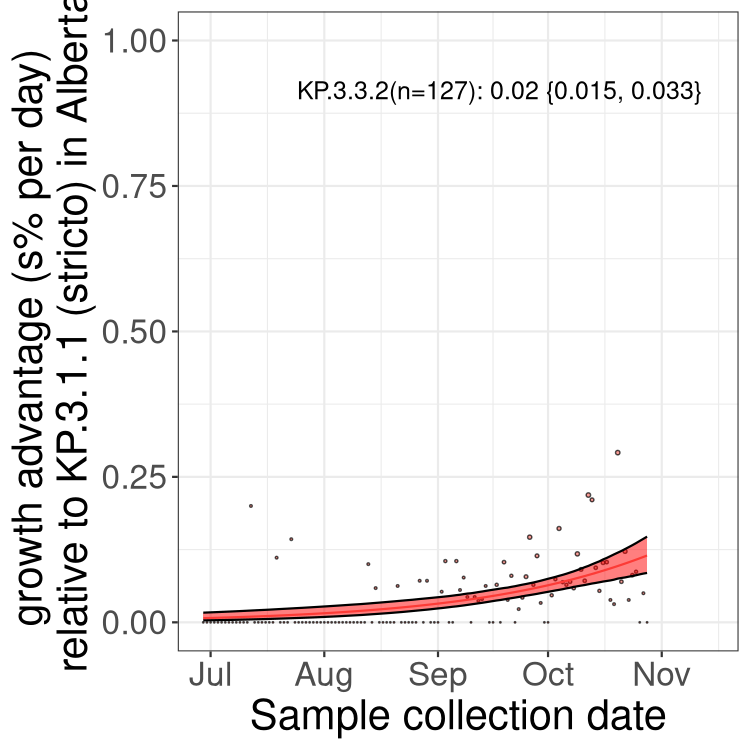 growth advantage (s% per day)
relative to KP.3.1.1 (stricto) in Alberta
1.00
0.75
0.50
0.25
0.00
KP.3.3.2(n=127): 0.02 {0.015, 0.033}
Jul Aug Sep Oct Nov
Sample collection date